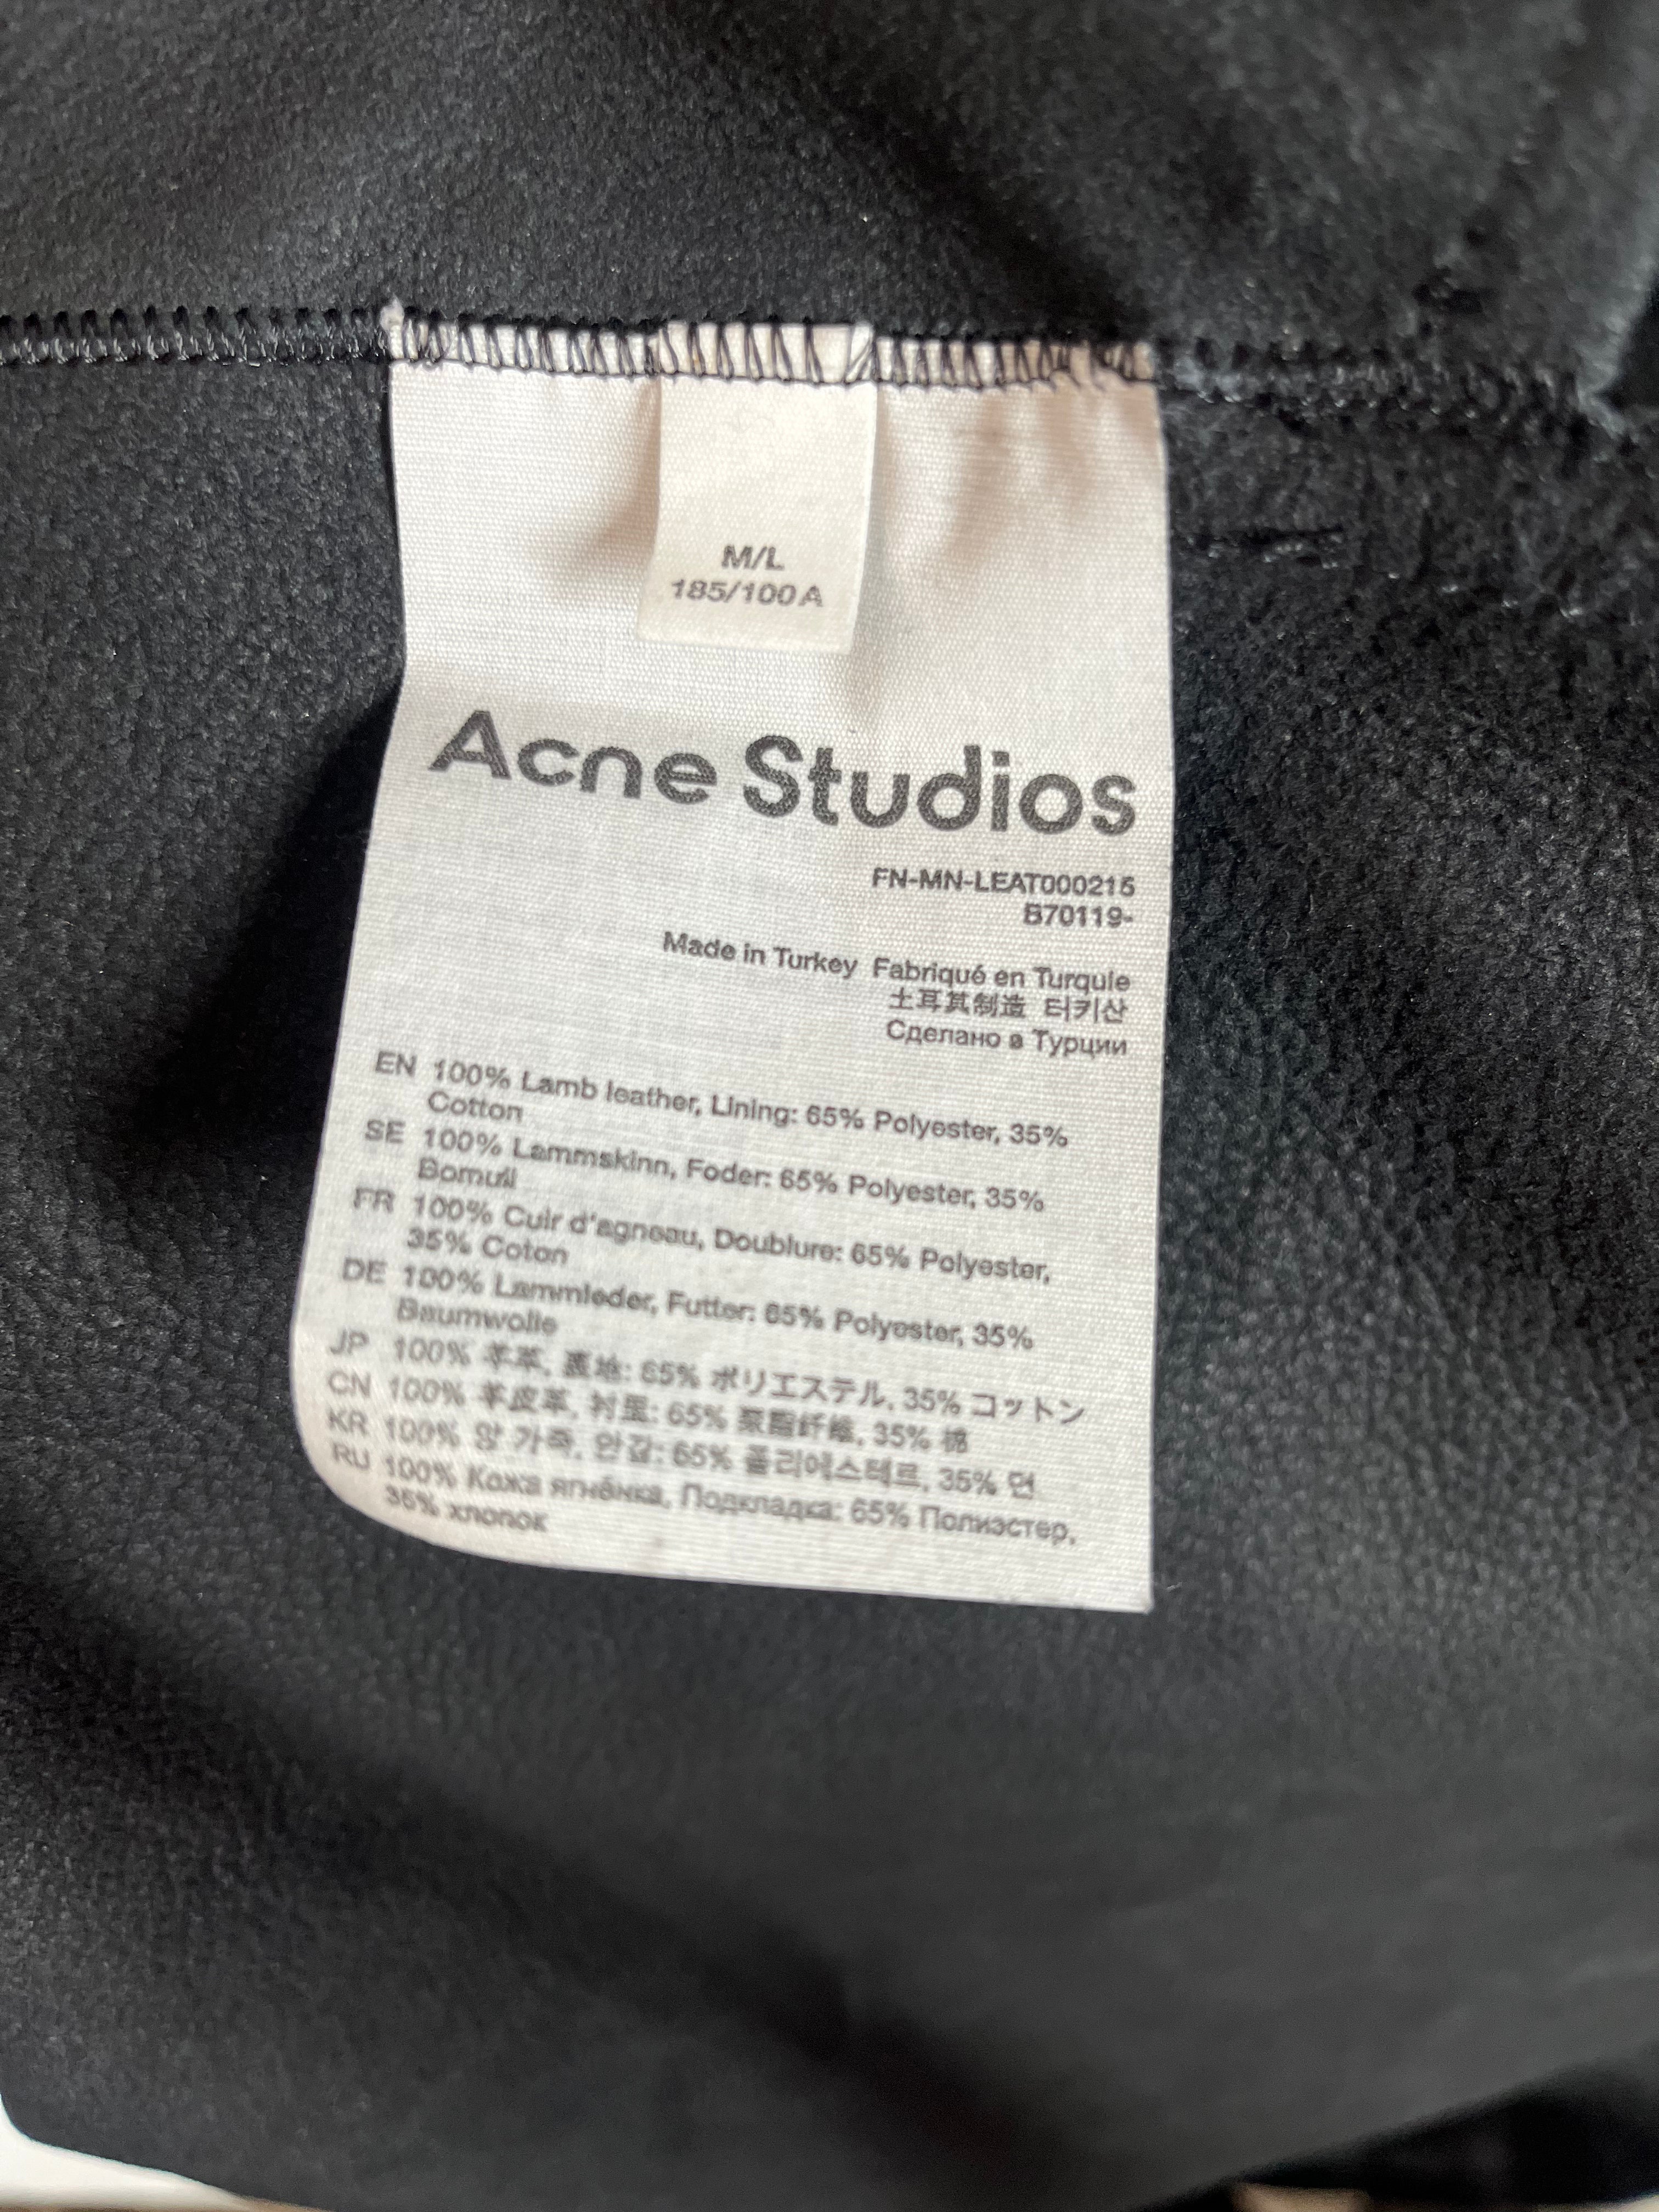 M/L
185/100A
Acne Studios
FN-MN-LEAT000215
B70119-
Made in Turkey Fabriqué en Turquie
土耳其制造 터키산
Сделано в Турции
EN 100% Lamb leather, Lining: 65% Polyester, 35%
Cotton
SE 100% Lammskinn, Foder: 65% Polyester, 35%
Bomull
FR 100% Cuir d'agneau, Doublure: 65% Polyester,
35% Coton
DE 100% Lammleder, Futter: 65% Polyester, 35%
Baumwolle
JP 100% 羊革, 裏地: 65% ポリエステル, 35% コットン
CN 100% 羊皮革, 衬里: 65% 聚酯纤维, 35% 棉
KR 100% 양 가죽, 안감: 65% 폴리에스테르, 35% 면
RU 100% Кожа ягнёнка, Подкладка: 65% Полиэстер,
35% хлопок